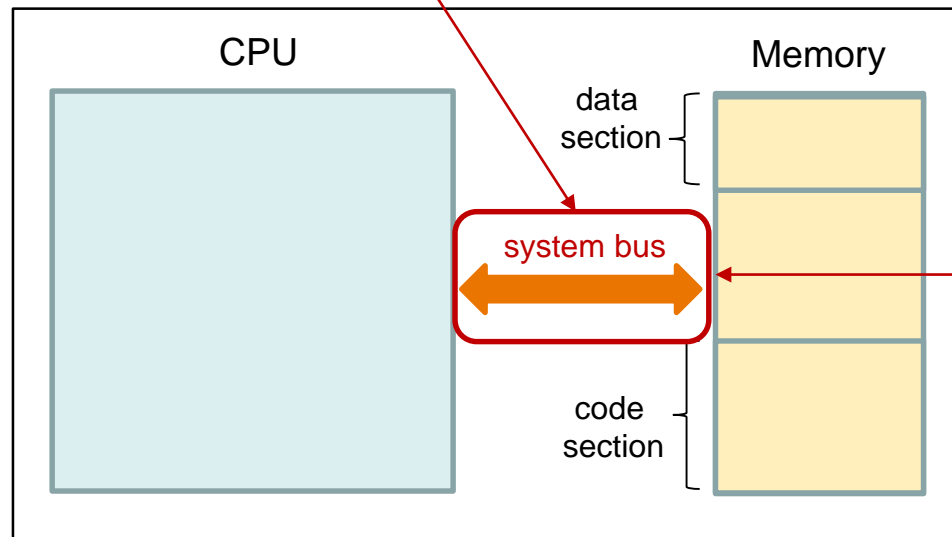 CPU
Memory
data
section
system bus
code
section